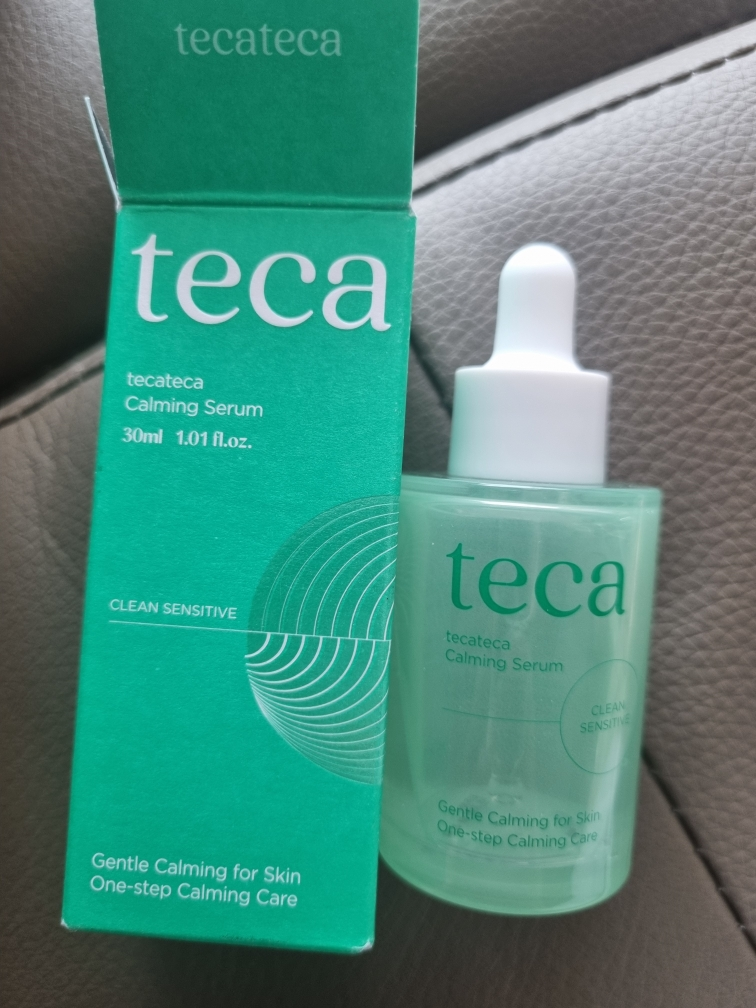 tecateca
teca
tecateca
Calming Serum
30ml 1.01 fl.oz.
CLEAN SENSITIVE
Gentle Calming for Skin
One-step Calming Care
teca
tecateca
Calming Serum
CLEAN
SENSITIVE
Gentle Calming for Skin
One-step Calming Care